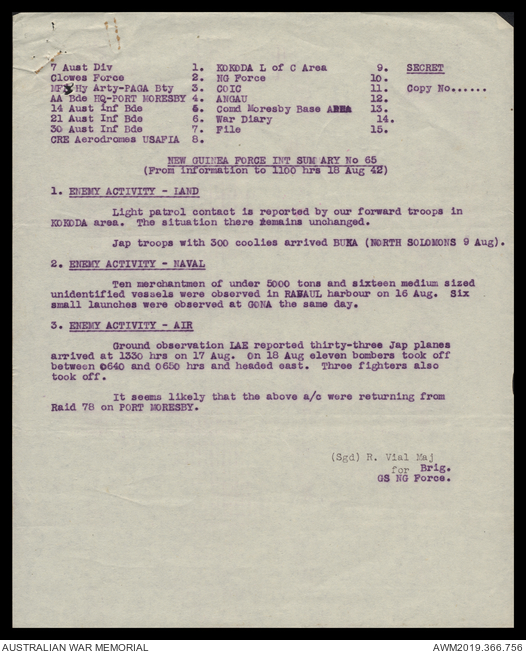 7 Aust Div 1. KOKODA L of C Area 9. SECRET
Clowes Force 2. NG Force 10.
Hy Arty-PAGA Bty 3. COIC 11. Copy No......
AA Bde HQ-PORT MORESBY 4. ANGAU 12.
14 Aust Inf Bde 5. Comd Moresby Base AREA 13.
21 Aust Inf Bde 6. War Diary 14.
30 Aust Inf Bde 7. File 15.
CRE Aerodromes USAFIA 8.
NEW GUINEA FORCE INT SUMMARY No 65
(From information to 1100 hrs 18 Aug 42)
1. ENEMY ACTIVITY - LAND
Light patrol contact is reported by our forward troops in
KOKODA area. The situation there remains unchanged.
Jap troops with 300 coolies arrived BUKA (NORTH SOLOMONS 9 Aug).
2. ENEMY ACTIVITY - NAVAL
Ten merchantmen of under 5000 tons and sixteen medium sized
unidentified vessels were observed in RABAUL harbour on 16 Aug. Six
small launches were observed at GONA the same day.
3. ENEMY ACTIVITY - AIR
Ground observation LAE reported thirty-three Jap planes
arrived at 1330 hrs on 17 Aug. On 18 Aug eleven bombers took off
between 0640 and 0650 hrs and headed east. Three fighters also
took off.
It seems likely that the above a/c were returning from
Raid 78 on PORT MORESBY.
(Sgd) R. Vial Maj
for Brig.
GS NG Force.
AUSTRALIAN WAR MEMORIAL AWM2019.366.756